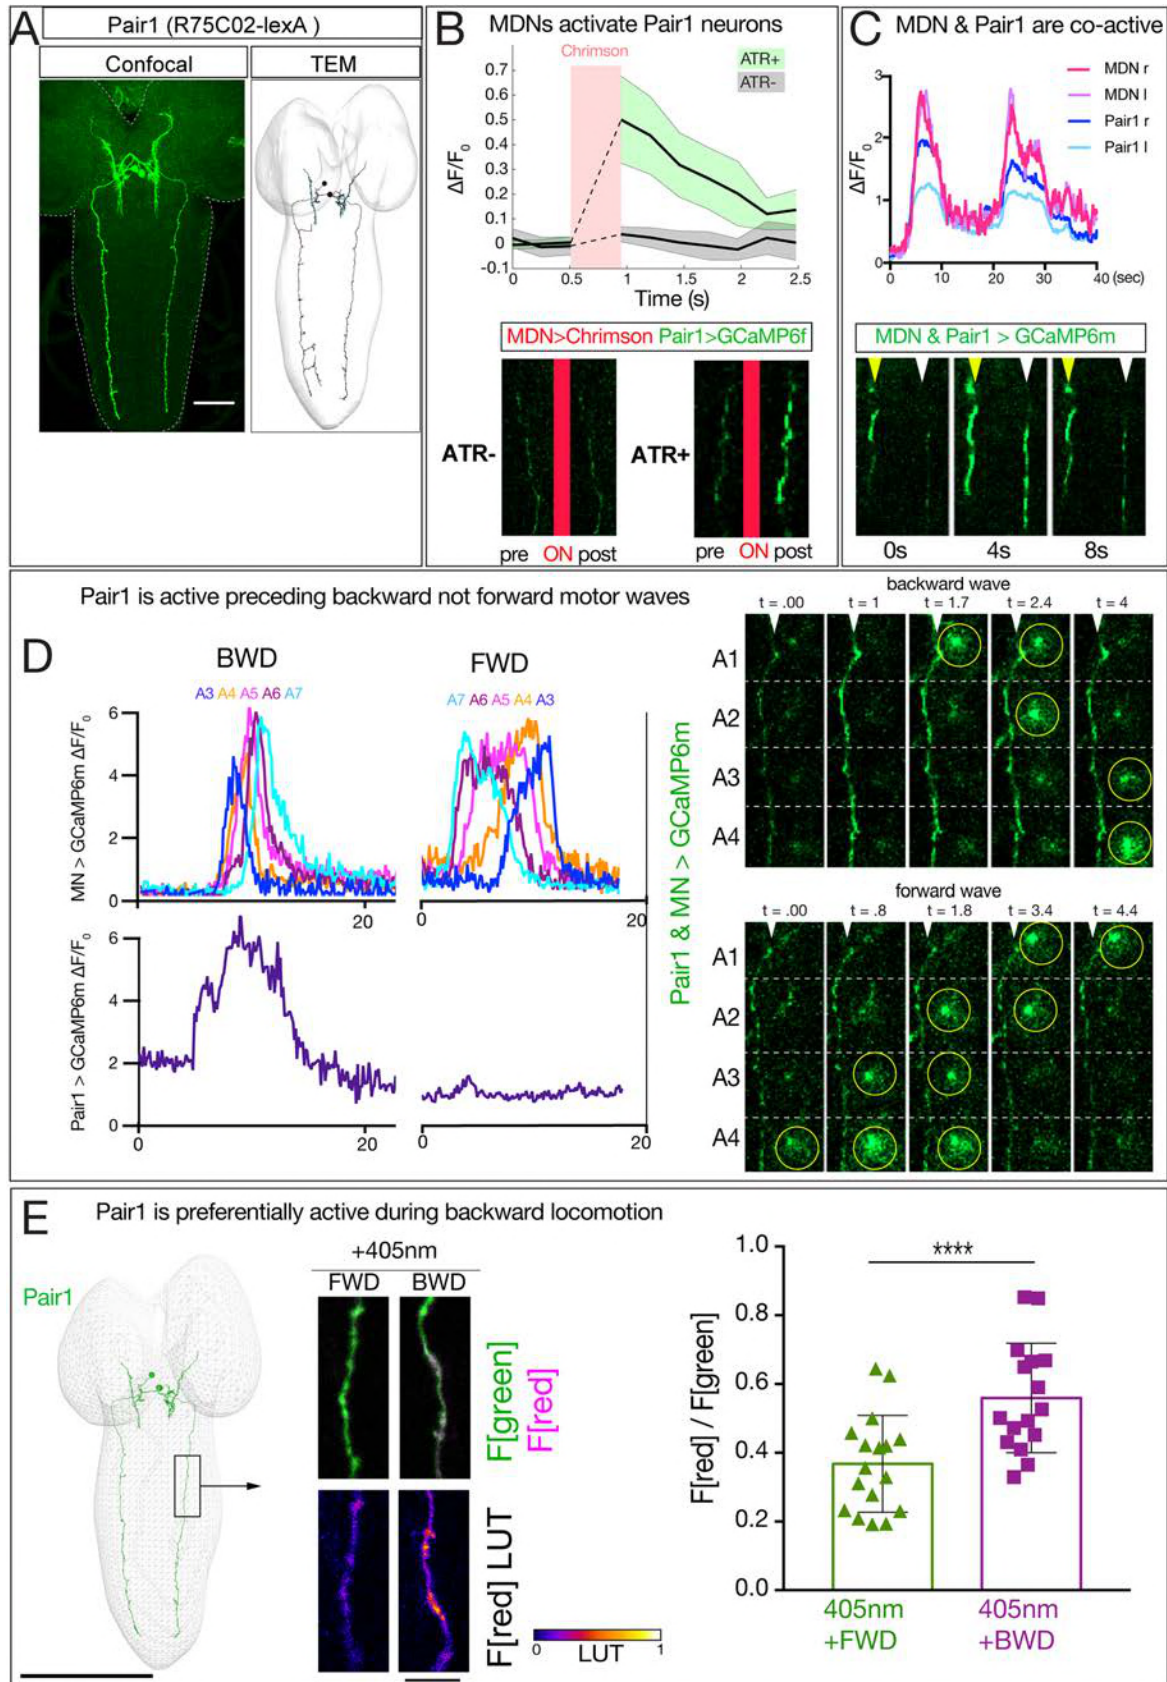 A
Pair1 (R75C02-lexA )
Confocal
TEM
B
MDNs activate Pair1 neurons
Chrimson
ATR+
ATR-
0.7
0.6
0.5
0.4
0.3
0.2
0.1
0
-0.1
ΔF/F0
0
0.5
1
1.5
2
2.5
Time (s)
MDN>Chrimson Pair1>GCaMP6f
ATR-
ATR+
pre ON post
pre ON post
C
MDN & Pair1 are co-active
MDN r
MDN l
Pair1 r
Pair1 l
3
2
1
0
ΔF/F0
0
10
20
30
40 (sec)
MDN & Pair1 > GCaMP6m
0s
4s
8s
D
Pair1 is active preceding backward not forward motor waves
BWD
A3 A4 A5 A6 A7
FWD
A7 A6 A5 A4 A3
MN > GCaMP6m ΔF/F0
6
4
2
0
20
0
20
Pair1 > GCaMP6m ΔF/F0
6
4
2
0
0
20
0
20
Pair1 & MN > GCaMP6m
backward wave
t = .00
t = 1
t = 1.7
t = 2.4
t = 4
A1
A2
A3
A4
forward wave
t = .00
t = .8
t = 1.8
t = 3.4
t = 4.4
A1
A2
A3
A4
E
Pair1 is preferentially active during backward locomotion
Pair1
+405nm
FWD
BWD
F[green]
F[red]
F[red] LUT
0
1
LUT
F[red] / F[green]
1.0
0.8
0.6
0.4
0.2
0.0
****
405nm
+FWD
405nm
+BWD